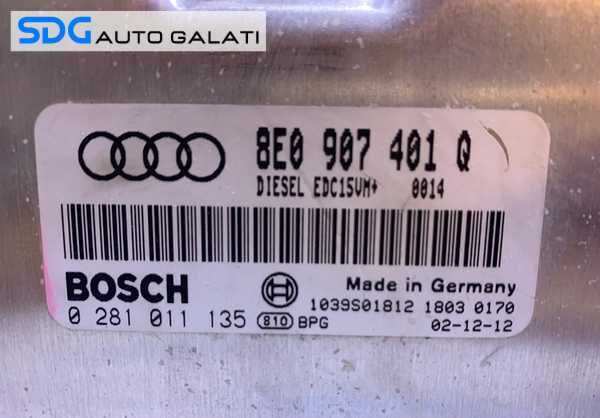 SDG AUTO GALATI
8E0 907 401 Q
DIESEL EDC15VM+ 0014
BOSCH
Made in Germany
1039S01812 1803 0170
0 281 011 135 810 BPG 02-12-12